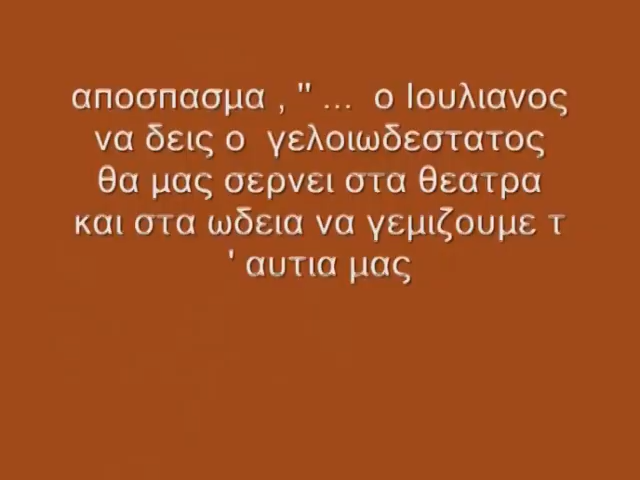 αποσπασμα , " ... ο Ιουλιανος
να δεις ο γελοιωδεστατος
θα μας σερνει στα θεατρα
και στα ωδεια να γεμιζουμε τ
' αυτια μας